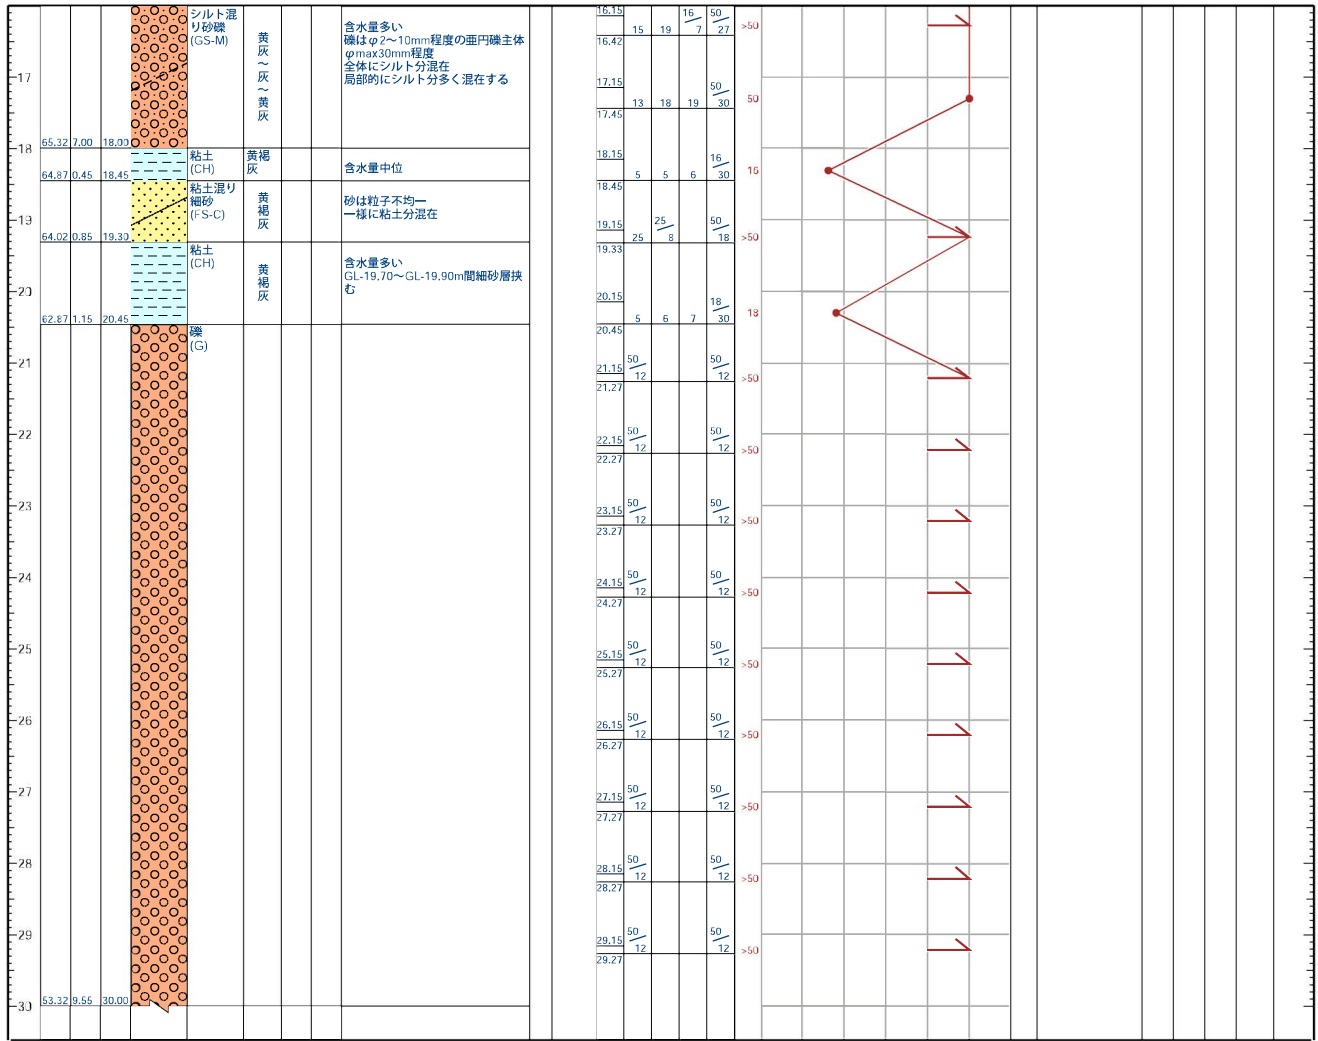 シルト混
り砂礫
(GS-M)
黄灰～灰～黄灰
含水量多い
礫はφ2～10mm程度の亜円礫主体
φmax30mm程度
全体にシルト分混在
局部的にシルト分多く混在する
16.15
15 19 16/7 50/27
16.42
>50
17
17.15
13 18 19 50/30
17.45
50
65.32 7.00 18.00
18
粘土
(CH)
黄褐
灰
含水量中位
18.15
5 5 6 16/30
18.45
16
64.87 0.45 18.45
粘土混り
細砂
(FS-C)
黄褐灰
砂は粒子不均一
一様に粘土分混在
19
19.15
25 25/8 50/18
19.33
>50
64.02 0.85 19.30
粘土
(CH)
黄褐灰
含水量多い
GL-19.70～GL-19.90m間細砂層挟
む
20
20.15
5 6 7 18/30
20.45
18
62.87 1.15 20.45
礫
(G)
21
21.15 50/12 50/12
21.27
>50
22
22.15 50/12 50/12
22.27
>50
23
23.15 50/12 50/12
23.27
>50
24
24.15 50/12 50/12
24.27
>50
25
25.15 50/12 50/12
25.27
>50
26
26.15 50/12 50/12
26.27
>50
27
27.15 50/12 50/12
27.27
>50
28
28.15 50/12 50/12
28.27
>50
29
29.15 50/12 50/12
29.27
>50
53.32 9.55 30.00
30